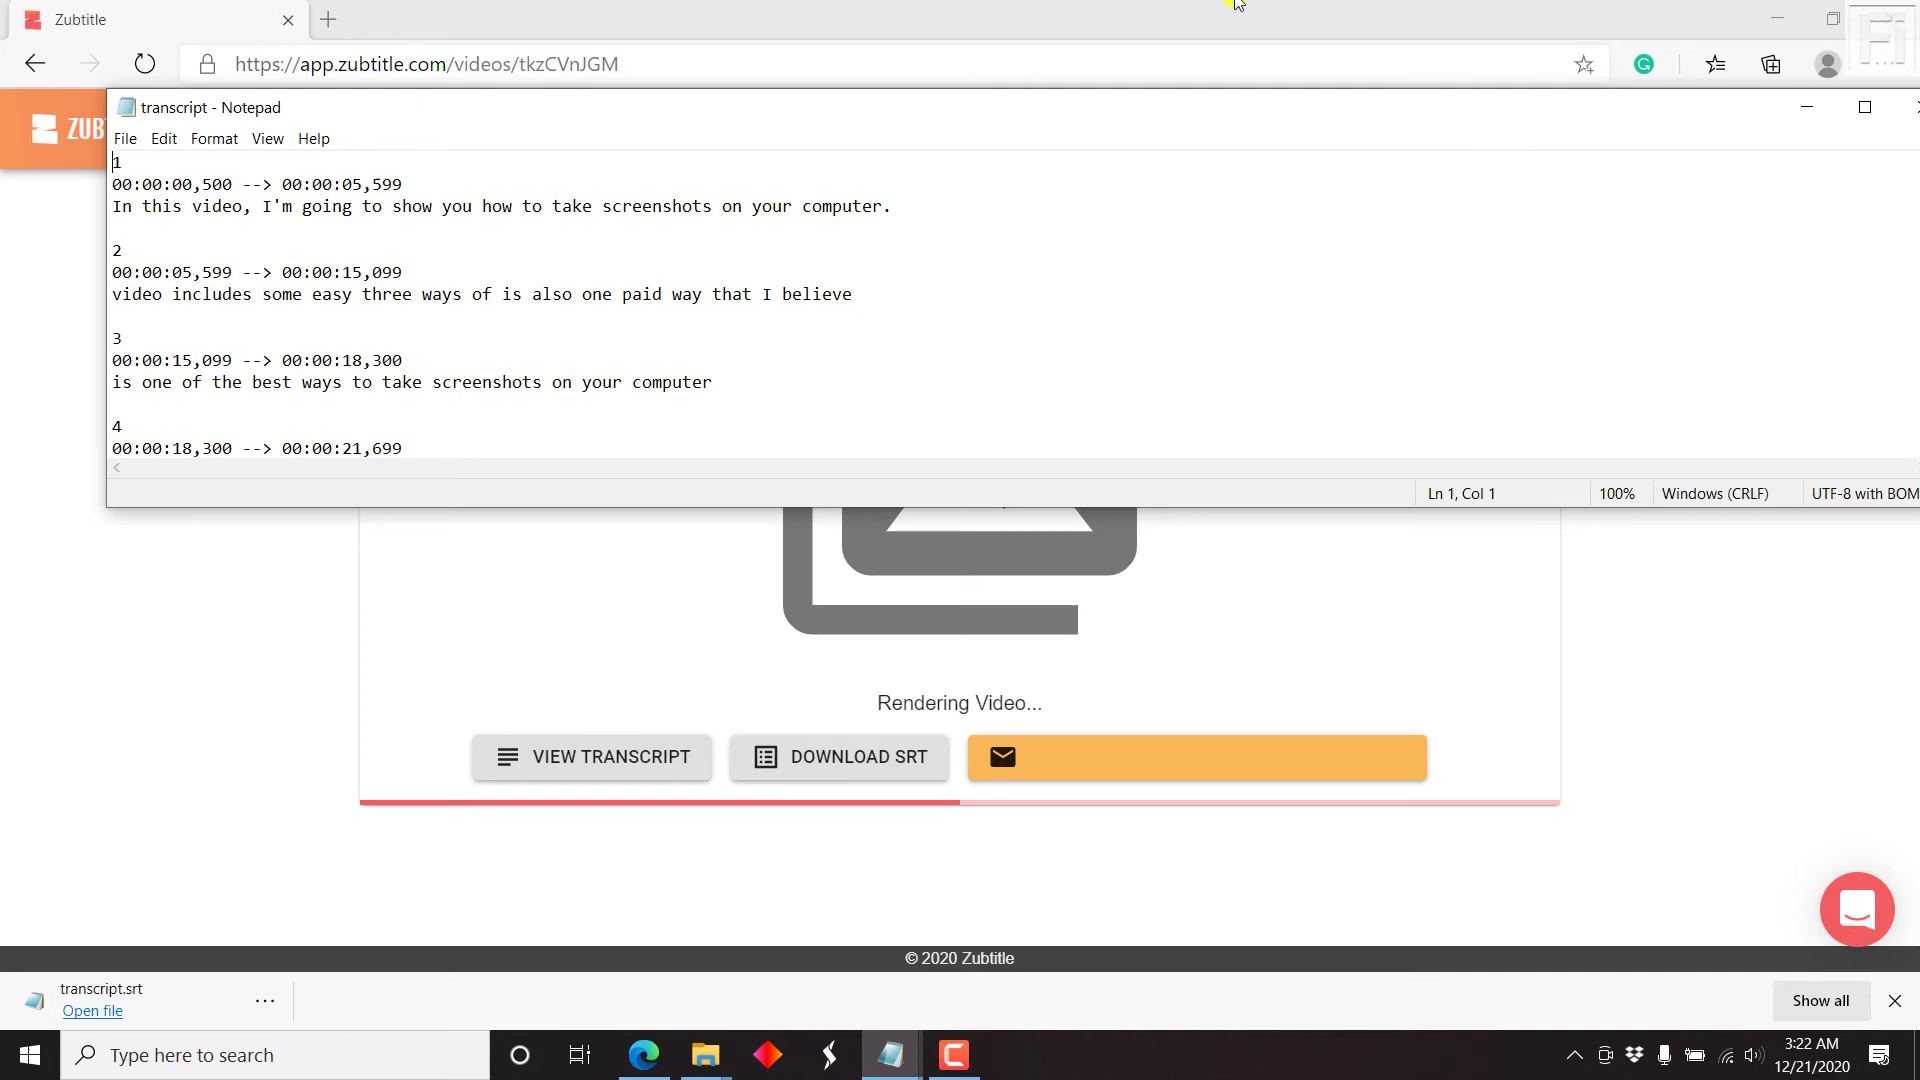 Zubtitle
https://app.zubtitle.com/videos/tkzCVnJGM
ZUB
transcript - Notepad
File Edit Format View Help
1
00:00:00,500 --> 00:00:05,599
In this video, I'm going to show you how to take screenshots on your computer.
2
00:00:05,599 --> 00:00:15,099
video includes some easy three ways of is also one paid way that I believe
3
00:00:15,099 --> 00:00:18,300
is one of the best ways to take screenshots on your computer
4
00:00:18,300 --> 00:00:21,699
Ln 1, Col 1 100% Windows (CRLF) UTF-8 with BOM
Rendering Video...
VIEW TRANSCRIPT DOWNLOAD SRT
© 2020 Zubtitle
transcript.srt
Open file
Show all
Type here to search
3:22 AM
12/21/2020